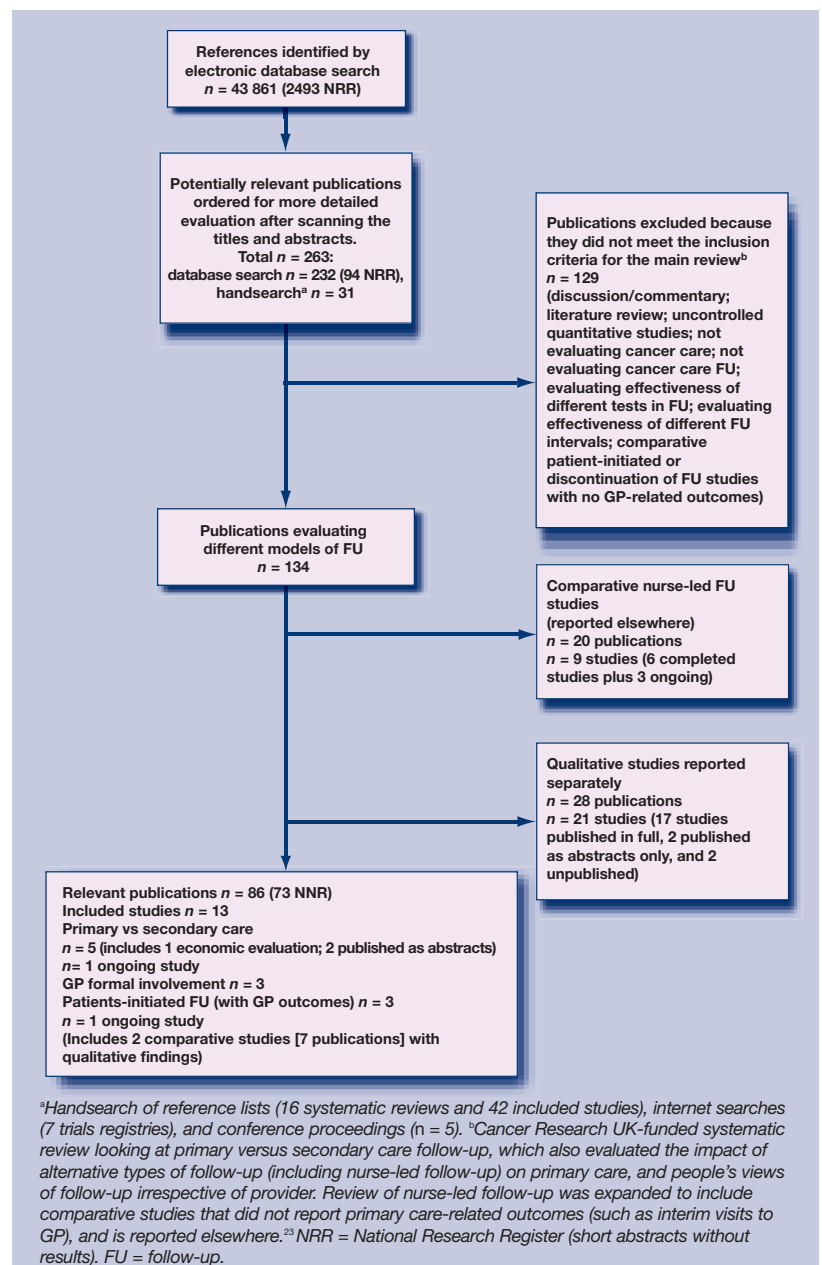 References identified by
electronic database search
n = 43 861 (2493 NRR)
Potentially relevant publications
ordered for more detailed
evaluation after scanning the
titles and abstracts.
Total n = 263:
database search n = 232 (94 NRR),
handsearchᵃ n = 31
Publications excluded because
they did not meet the inclusion
criteria for the main reviewᵇ
n = 129
(discussion/commentary;
literature review; uncontrolled
quantitative studies; not
evaluating cancer care; not
evaluating cancer care FU;
evaluating effectiveness of
different tests in FU; evaluating
effectiveness of different FU
intervals; comparative
patient-initiated or
discontinuation of FU studies
with no GP-related outcomes)
Publications evaluating
different models of FU
n = 134
Comparative nurse-led FU
studies
(reported elsewhere)
n = 20 publications
n = 9 studies (6 completed
studies plus 3 ongoing)
Qualitative studies reported
separately
n = 28 publications
n = 21 studies (17 studies
published in full, 2 published
as abstracts only, and 2
unpublished)
Relevant publications n = 86 (73 NNR)
Included studies n = 13
Primary vs secondary care
n = 5 (includes 1 economic evaluation; 2 published as abstracts)
n= 1 ongoing study
GP formal involvement n = 3
Patients-initiated FU (with GP outcomes) n = 3
n = 1 ongoing study
(Includes 2 comparative studies [7 publications] with
qualitative findings)
ᵃHandsearch of reference lists (16 systematic reviews and 42 included studies), internet searches
(7 trials registries), and conference proceedings (n = 5). ᵇCancer Research UK-funded systematic
review looking at primary versus secondary care follow-up, which also evaluated the impact of
alternative types of follow-up (including nurse-led follow-up) on primary care, and people's views
of follow-up irrespective of provider. Review of nurse-led follow-up was expanded to include
comparative studies that did not report primary care-related outcomes (such as interim visits to
GP), and is reported elsewhere.²³ NRR = National Research Register (short abstracts without
results). FU = follow-up.